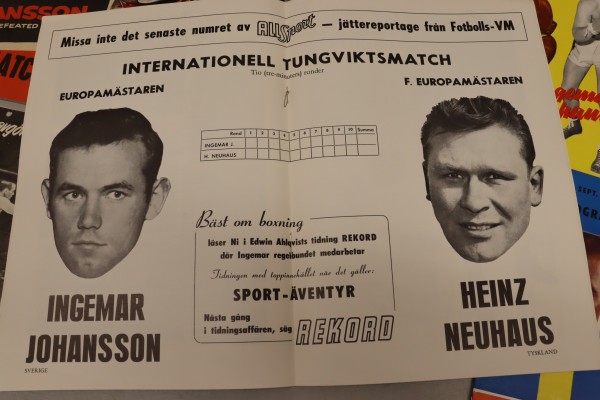 Missa inte det senaste numret av ALLSport — jättereportage från Fotbolls-VM
INTERNATIONELL TUNGVIKTSMATCH
Tio (tre-minuters) ronder
EUROPAMÄSTAREN
F. EUROPAMÄSTAREN
Rond 1 2 3 4 5 6 7 8 9 10 Summa
INGEMAR J.
H. NEUHAUS
Bäst om boxning
läser Ni i Edwin Ahlqvists tidning REKORD
där Ingemar regelbundet medarbetar
Tidningen med toppinnehållet när det gäller:
SPORT-ÄVENTYR
Nästa gång
i tidningsaffären, säg REKORD
INGEMAR
JOHANSSON
SVERIGE
HEINZ
NEUHAUS
TYSKLAND
SSON
SEPT.